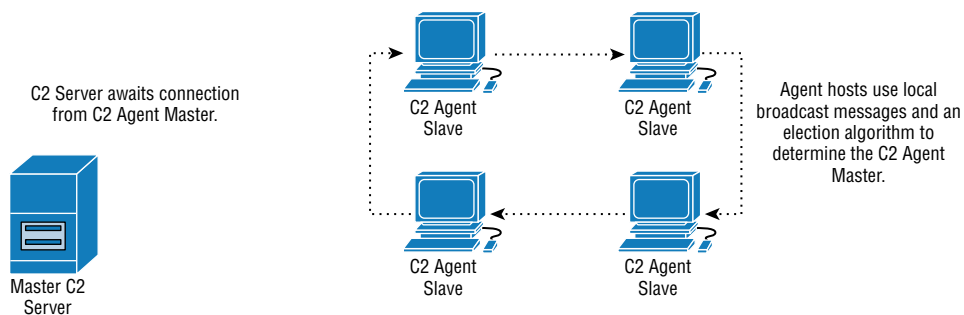 C2 Server awaits connection
from C2 Agent Master.
Master C2
Server
C2 Agent
Slave
C2 Agent
Slave
C2 Agent
Slave
C2 Agent
Slave
Agent hosts use local
broadcast messages and an
election algorithm to
determine the C2 Agent
Master.